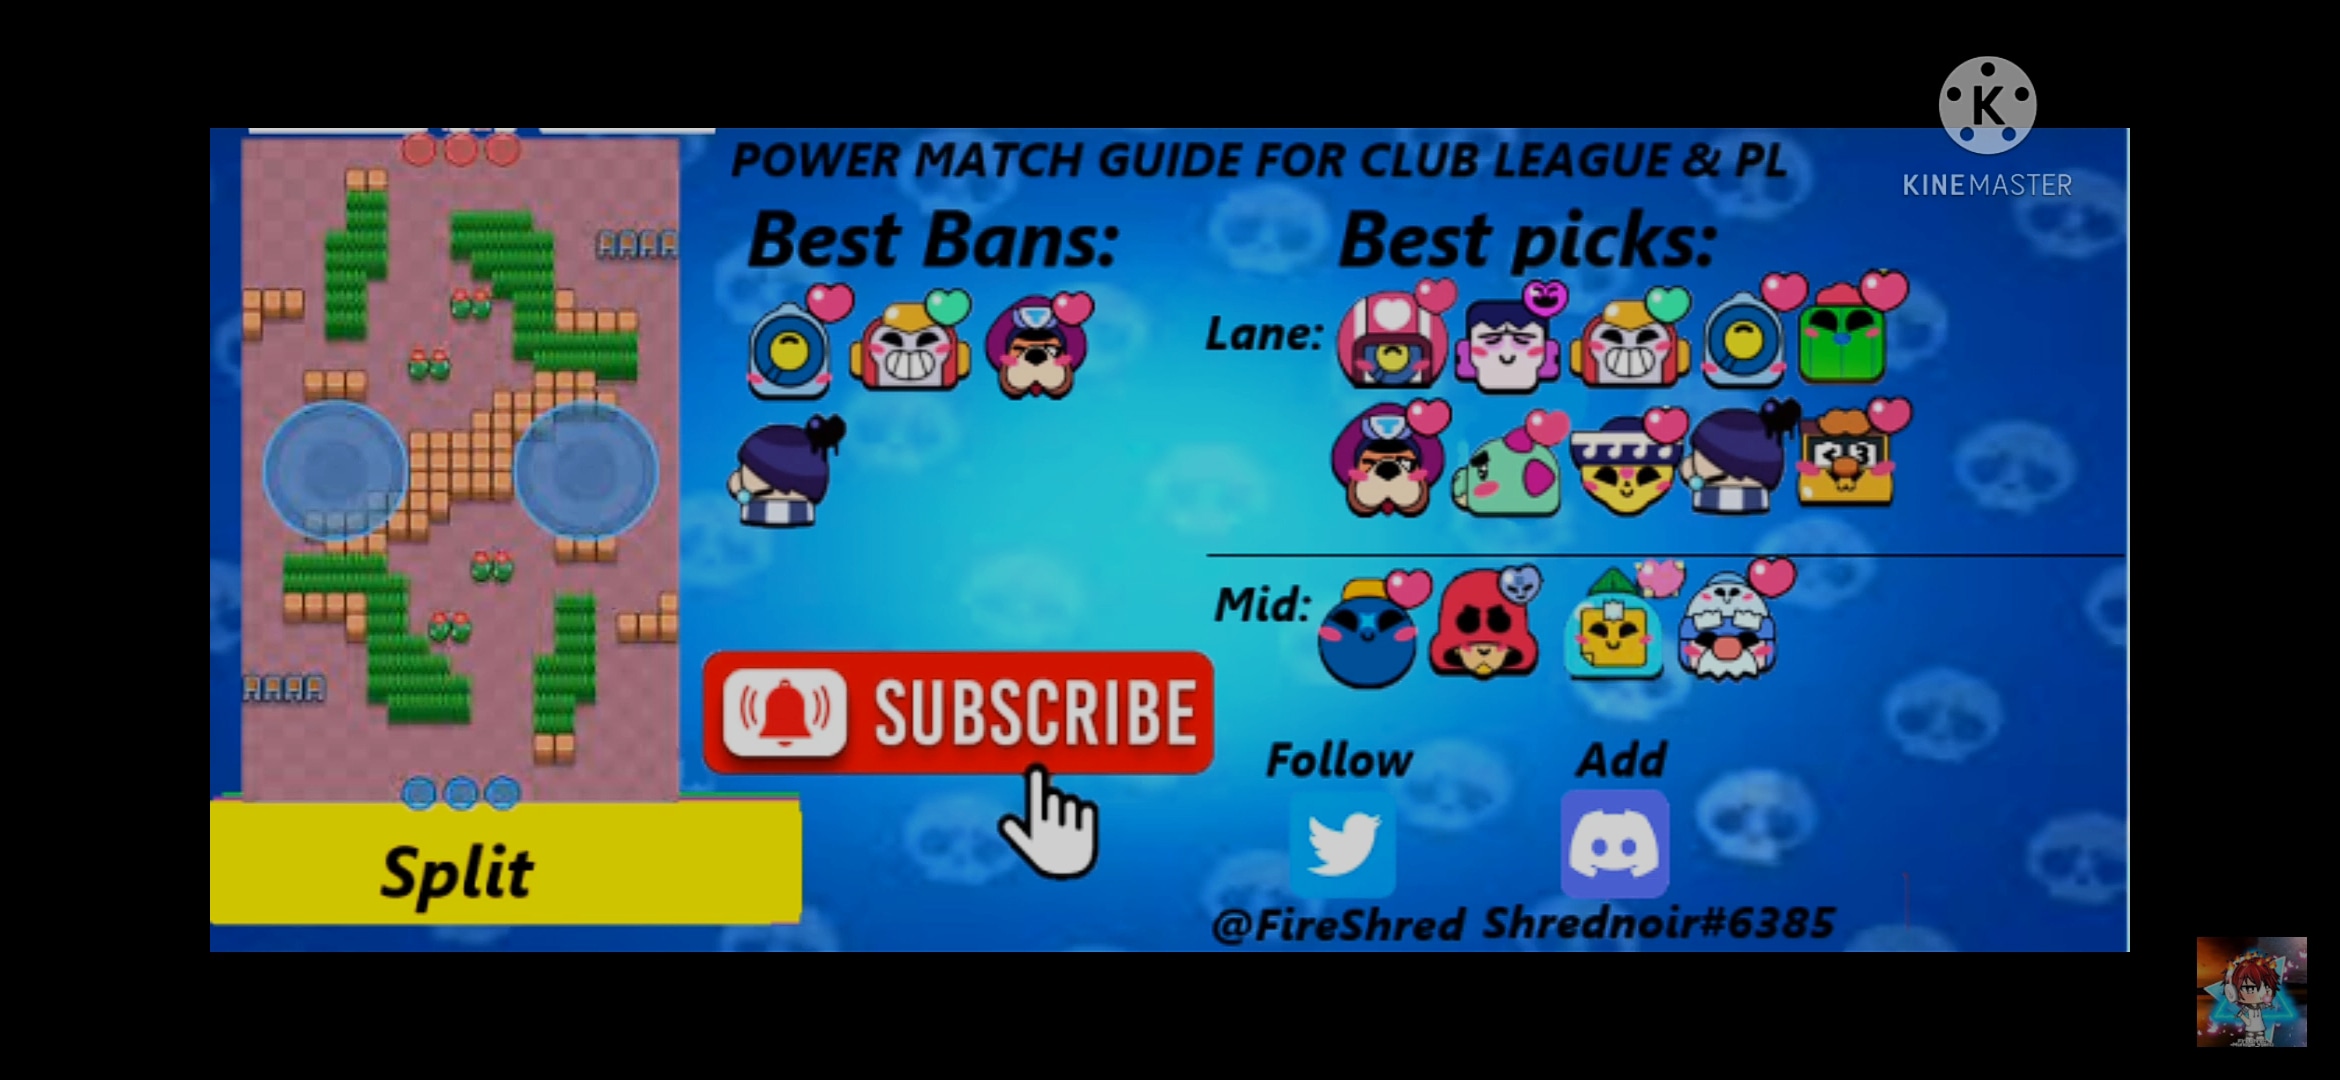 K
KINEMASTER
POWER MATCH GUIDE FOR CLUB LEAGUE & PL
Best Bans:
Best picks:
Lane:
Mid:
SUBSCRIBE
Follow
Add
Split
@FireShred
Shrednoir#6385